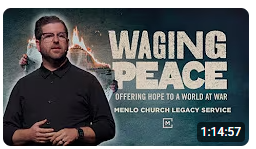 WAGING
PEACE
OFFERING HOPE TO A WORLD AT WAR
MENLO CHURCH LEGACY SERVICE
M
1:14:57